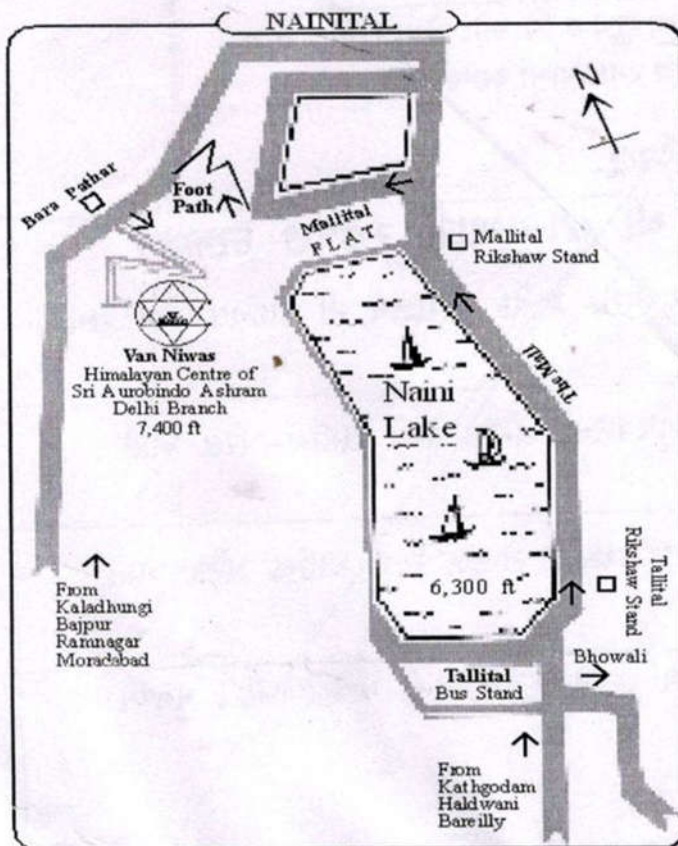 NAINITAL
N
Bara Pathar
Foot
Path
Mallital
FLAT
Mallital
Rikshaw Stand
The Mall
Van Niwas
Himalayan Centre of
Sri Aurobindo Ashram
Delhi Branch
7,400 ft
Naini
Lake
6,300 ft
Tallital
Rikshaw Stand
From
Kaladhungi
Bajpur
Ramnagar
Moradabad
Bhowali
Tallital
Bus Stand
From
Kathgodam
Haldwani
Bareilly